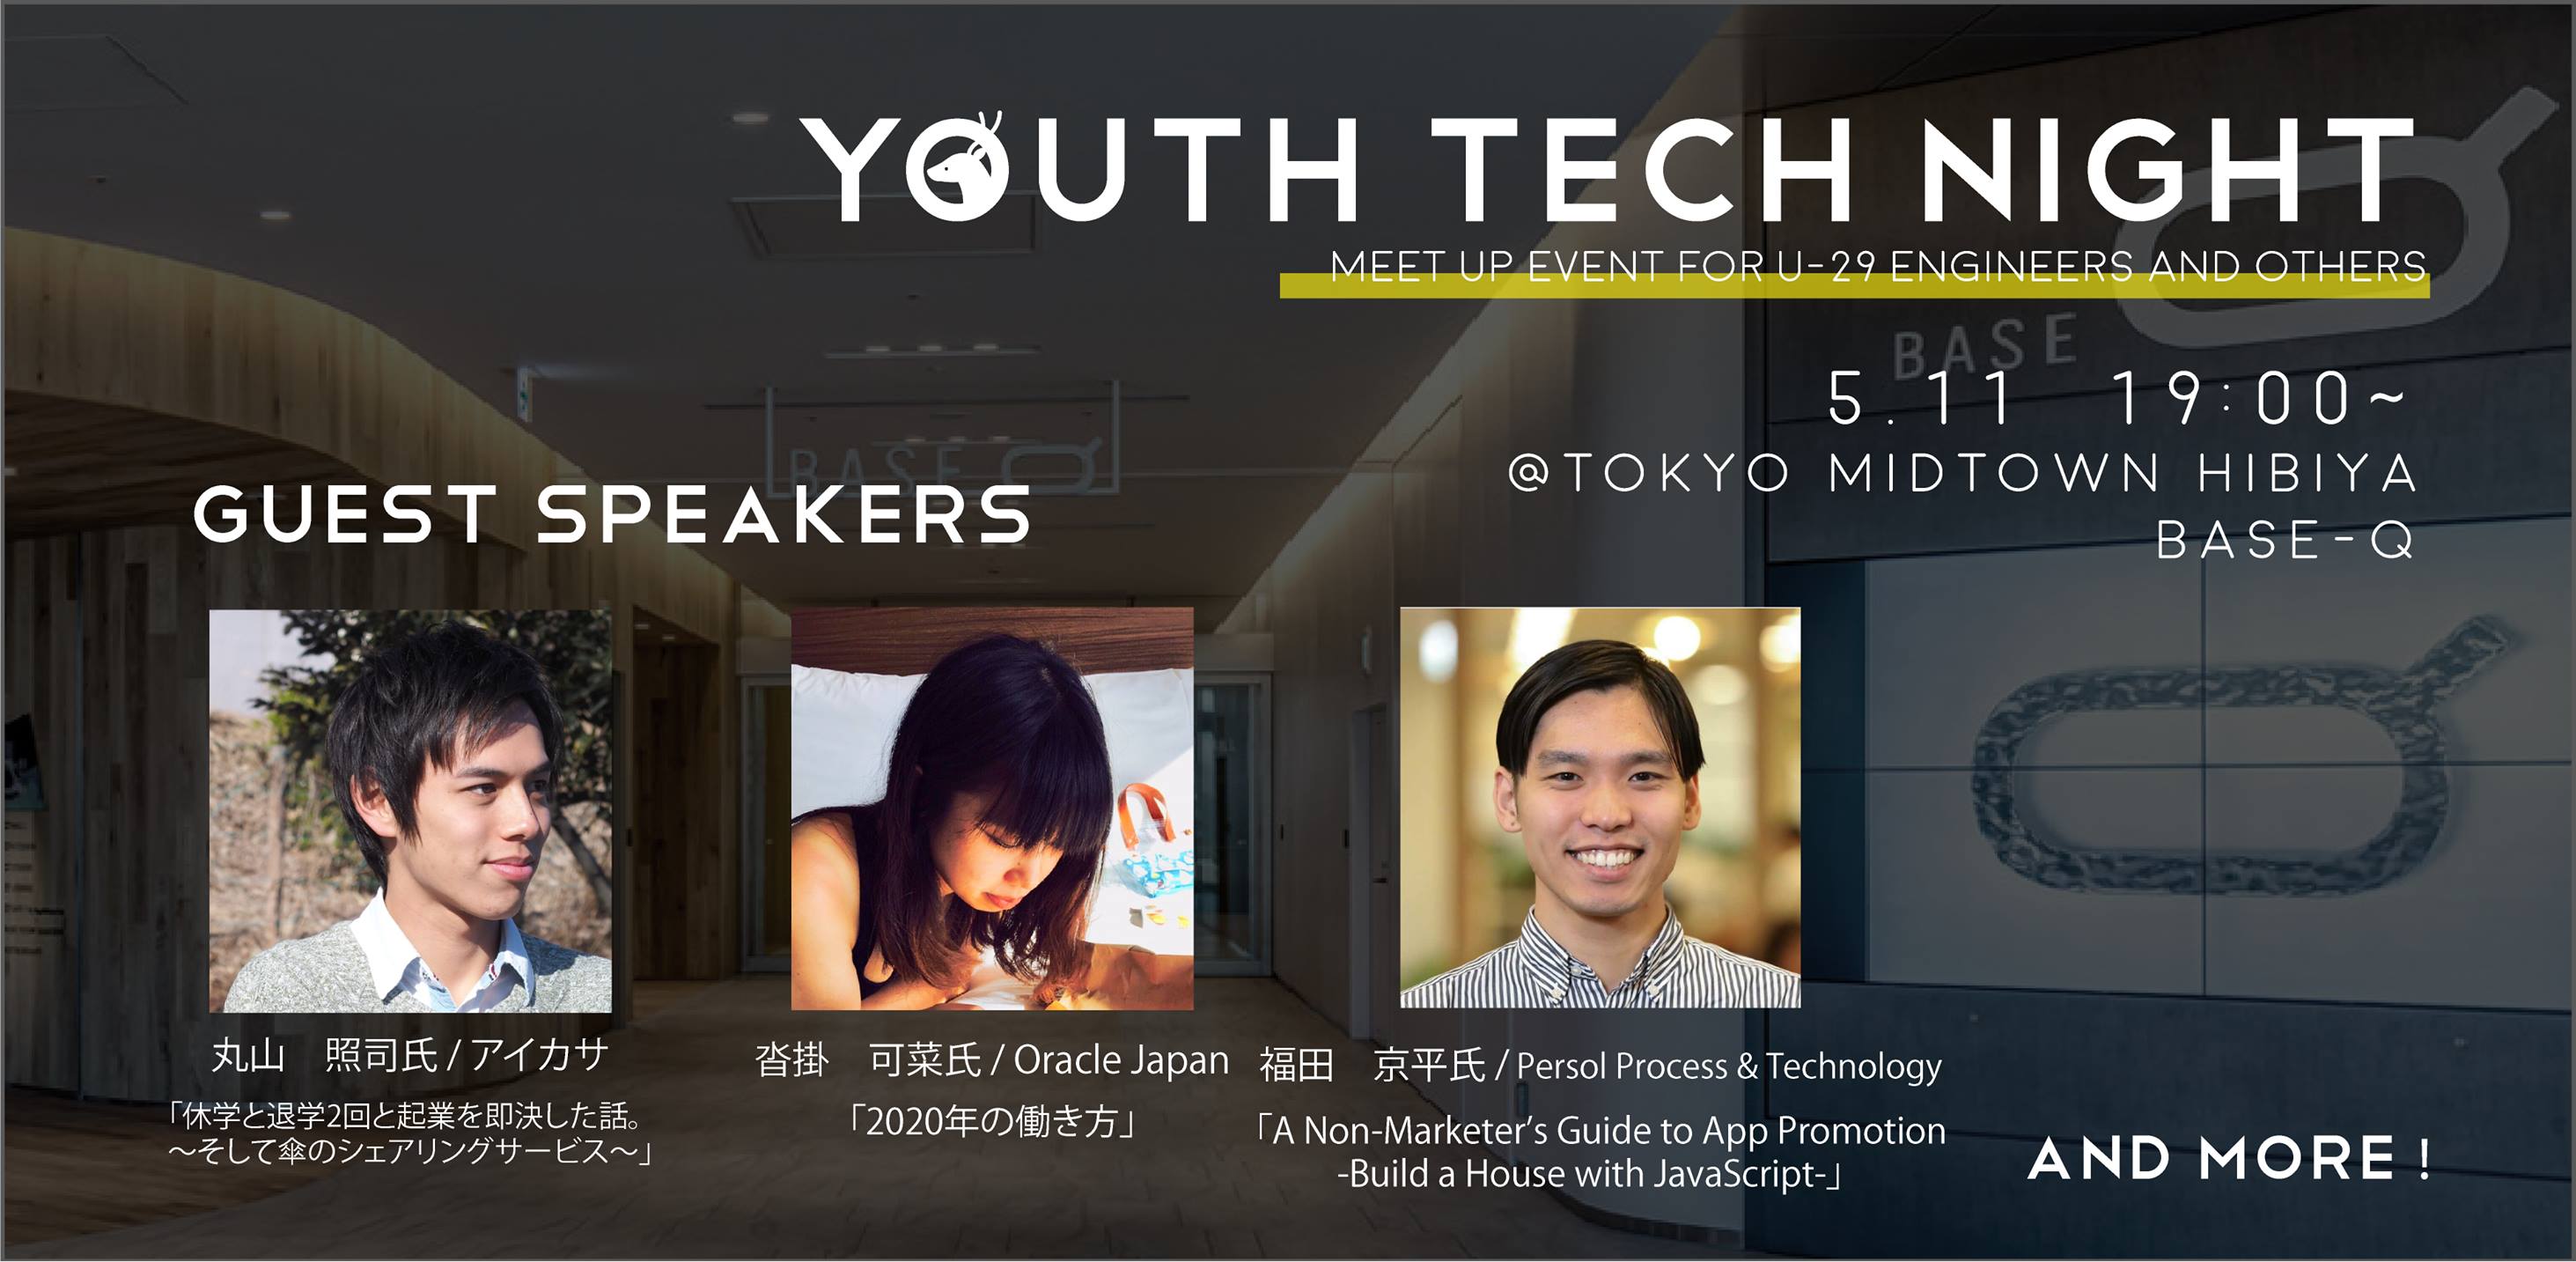 YOUTH TECH NIGHT
MEET UP EVENT FOR U-29 ENGINEERS AND OTHERS
BASE
5.11 19:00~
@TOKYO MIDTOWN HIBIYA
BASE-Q
BASE Q
GUEST SPEAKERS
丸山　照司氏 / アイカサ
「休学と退学2回と起業を即決した話。
～そして傘のシェアリングサービス～」
沓掛　可菜氏 / Oracle Japan
「2020年の働き方」
福田　京平氏 / Persol Process & Technology
「A Non-Marketer’s Guide to App Promotion
-Build a House with JavaScript-」
AND MORE !